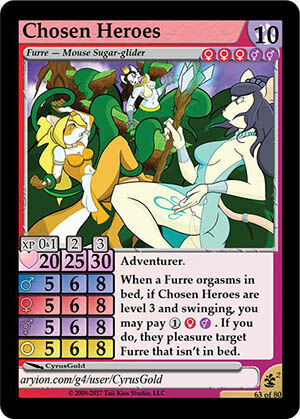 Chosen Heroes 10
Furre — Mouse Sugar-glider
XP 0&1 2 3
20 25 30
5 6 8
5 6 8
5 6 8
5 6 8
Adventurer.
When a Furre orgasms in
bed, if Chosen Heroes are
level 3 and swinging, you
may pay 1 ♀ ⚥. If you
do, they pleasure target
Furre that isn't in bed.
CyrusGold
aryion.com/g4/user/CyrusGold
2
© 2009-2017 Tail Kiss Studio, LLC
63 of 80